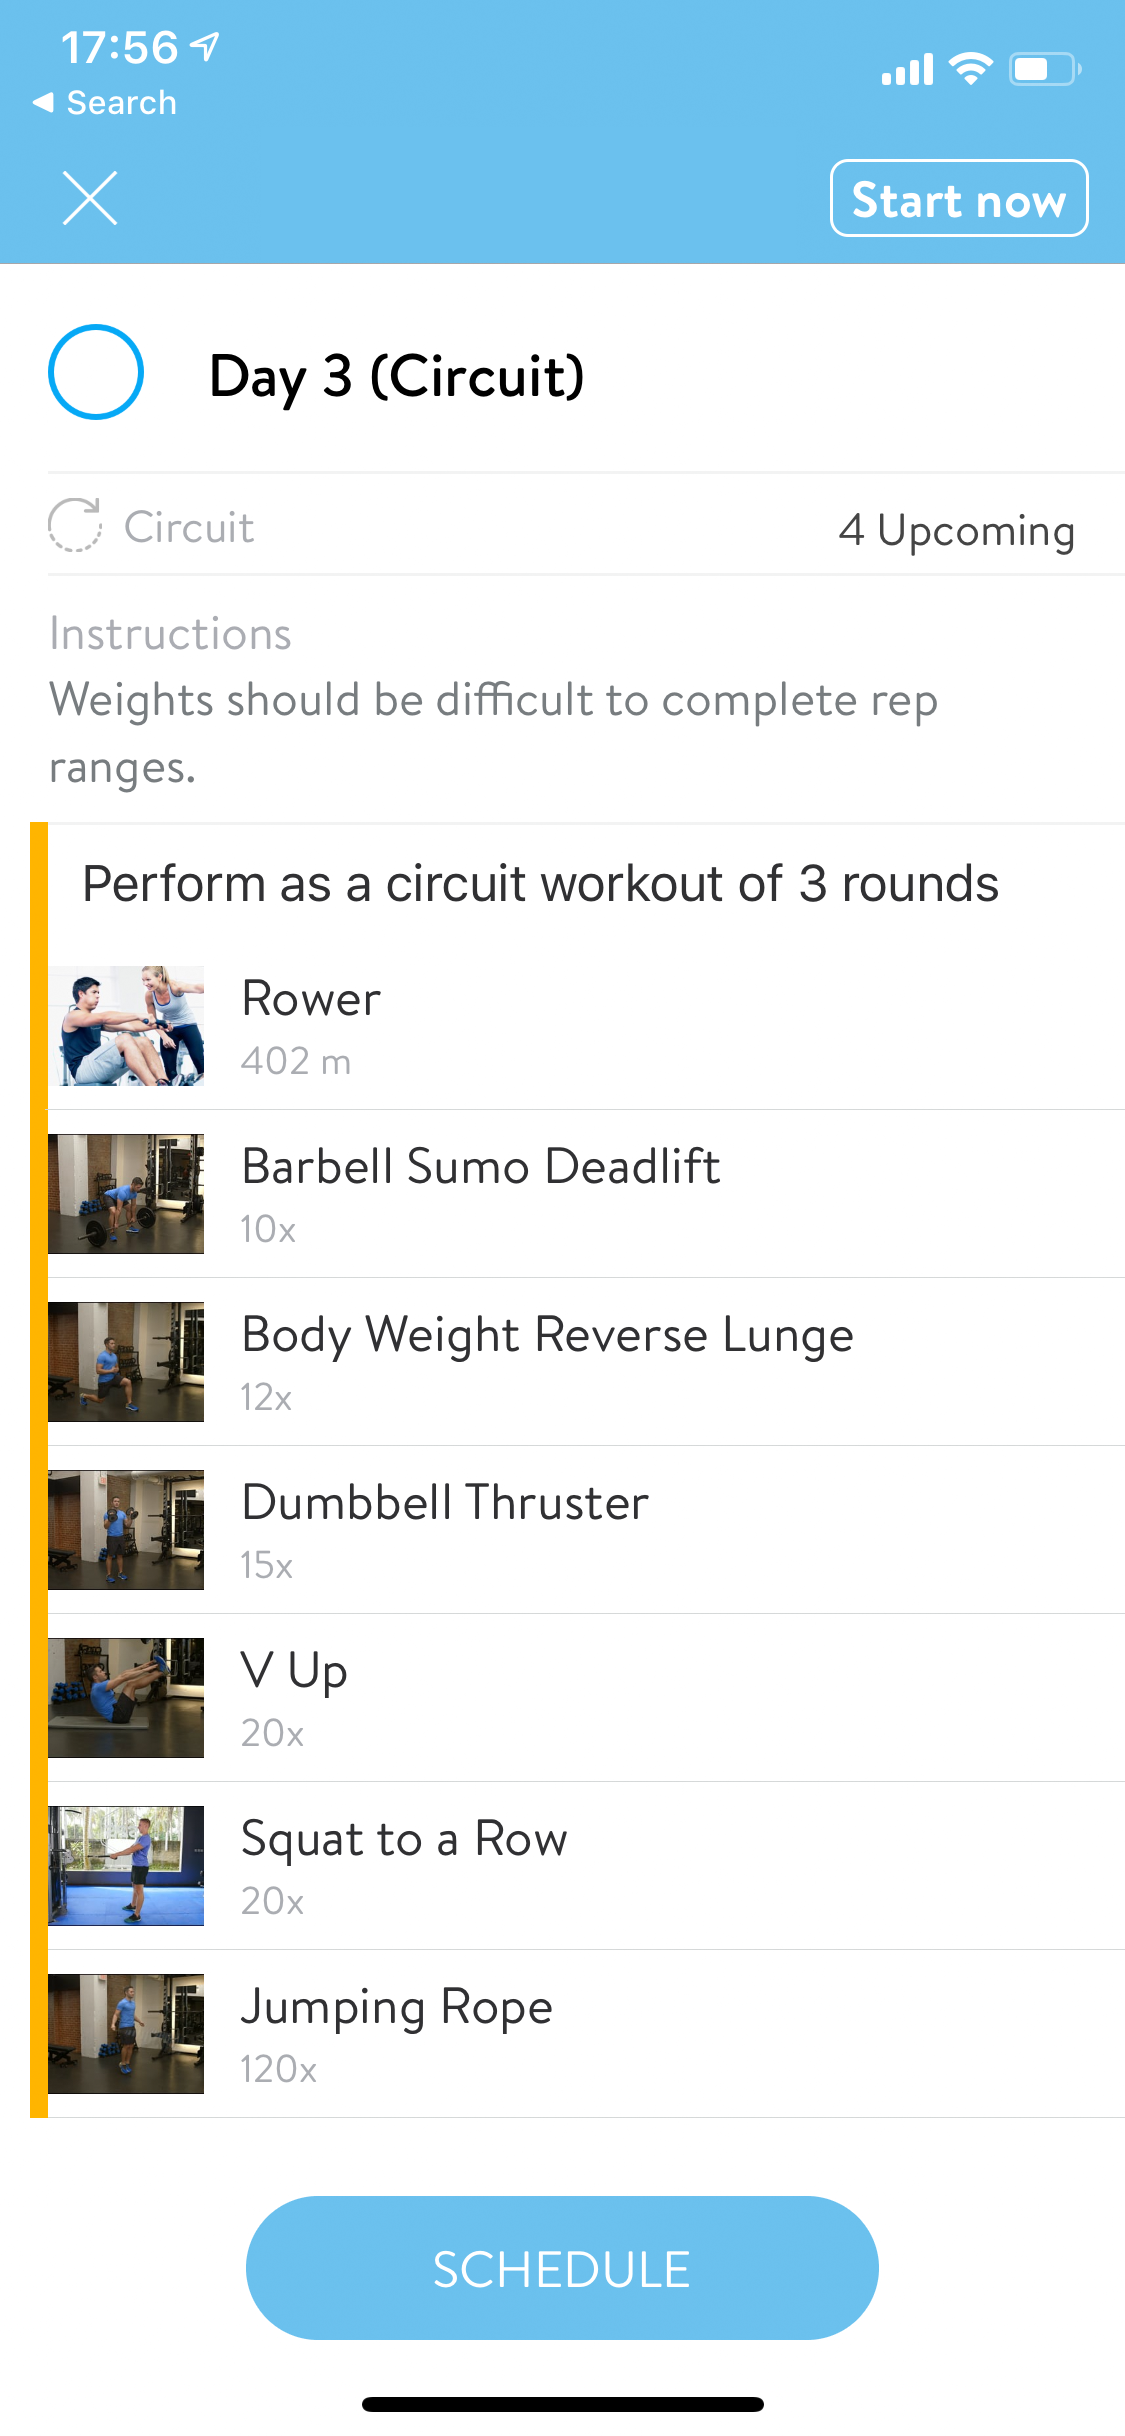 17:56
Search
Start now
Day 3 (Circuit)
Circuit
4 Upcoming
Instructions
Weights should be difficult to complete rep
ranges.
Perform as a circuit workout of 3 rounds
Rower
402 m
Barbell Sumo Deadlift
10x
Body Weight Reverse Lunge
12x
Dumbbell Thruster
15x
V Up
20x
Squat to a Row
20x
Jumping Rope
120x
SCHEDULE